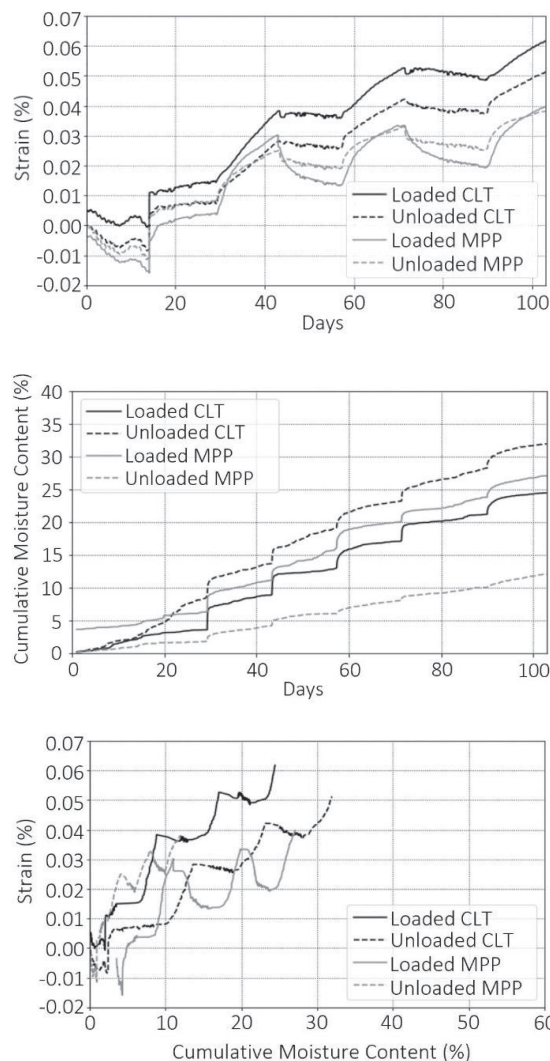 Strain (%)
0.07
0.06
0.05
0.04
0.03
0.02
0.01
0.00
-0.01
-0.02
0
20
40
60
80
100
Days
Loaded CLT
Unloaded CLT
Loaded MPP
Unloaded MPP
Cumulative Moisture Content (%)
40
35
30
25
20
15
10
5
0
0
20
40
60
80
100
Days
Loaded CLT
Unloaded CLT
Loaded MPP
Unloaded MPP
Strain (%)
0.07
0.06
0.05
0.04
0.03
0.02
0.01
0.00
-0.01
-0.02
0
10
20
30
40
50
60
Cumulative Moisture Content (%)
Loaded CLT
Unloaded CLT
Loaded MPP
Unloaded MPP